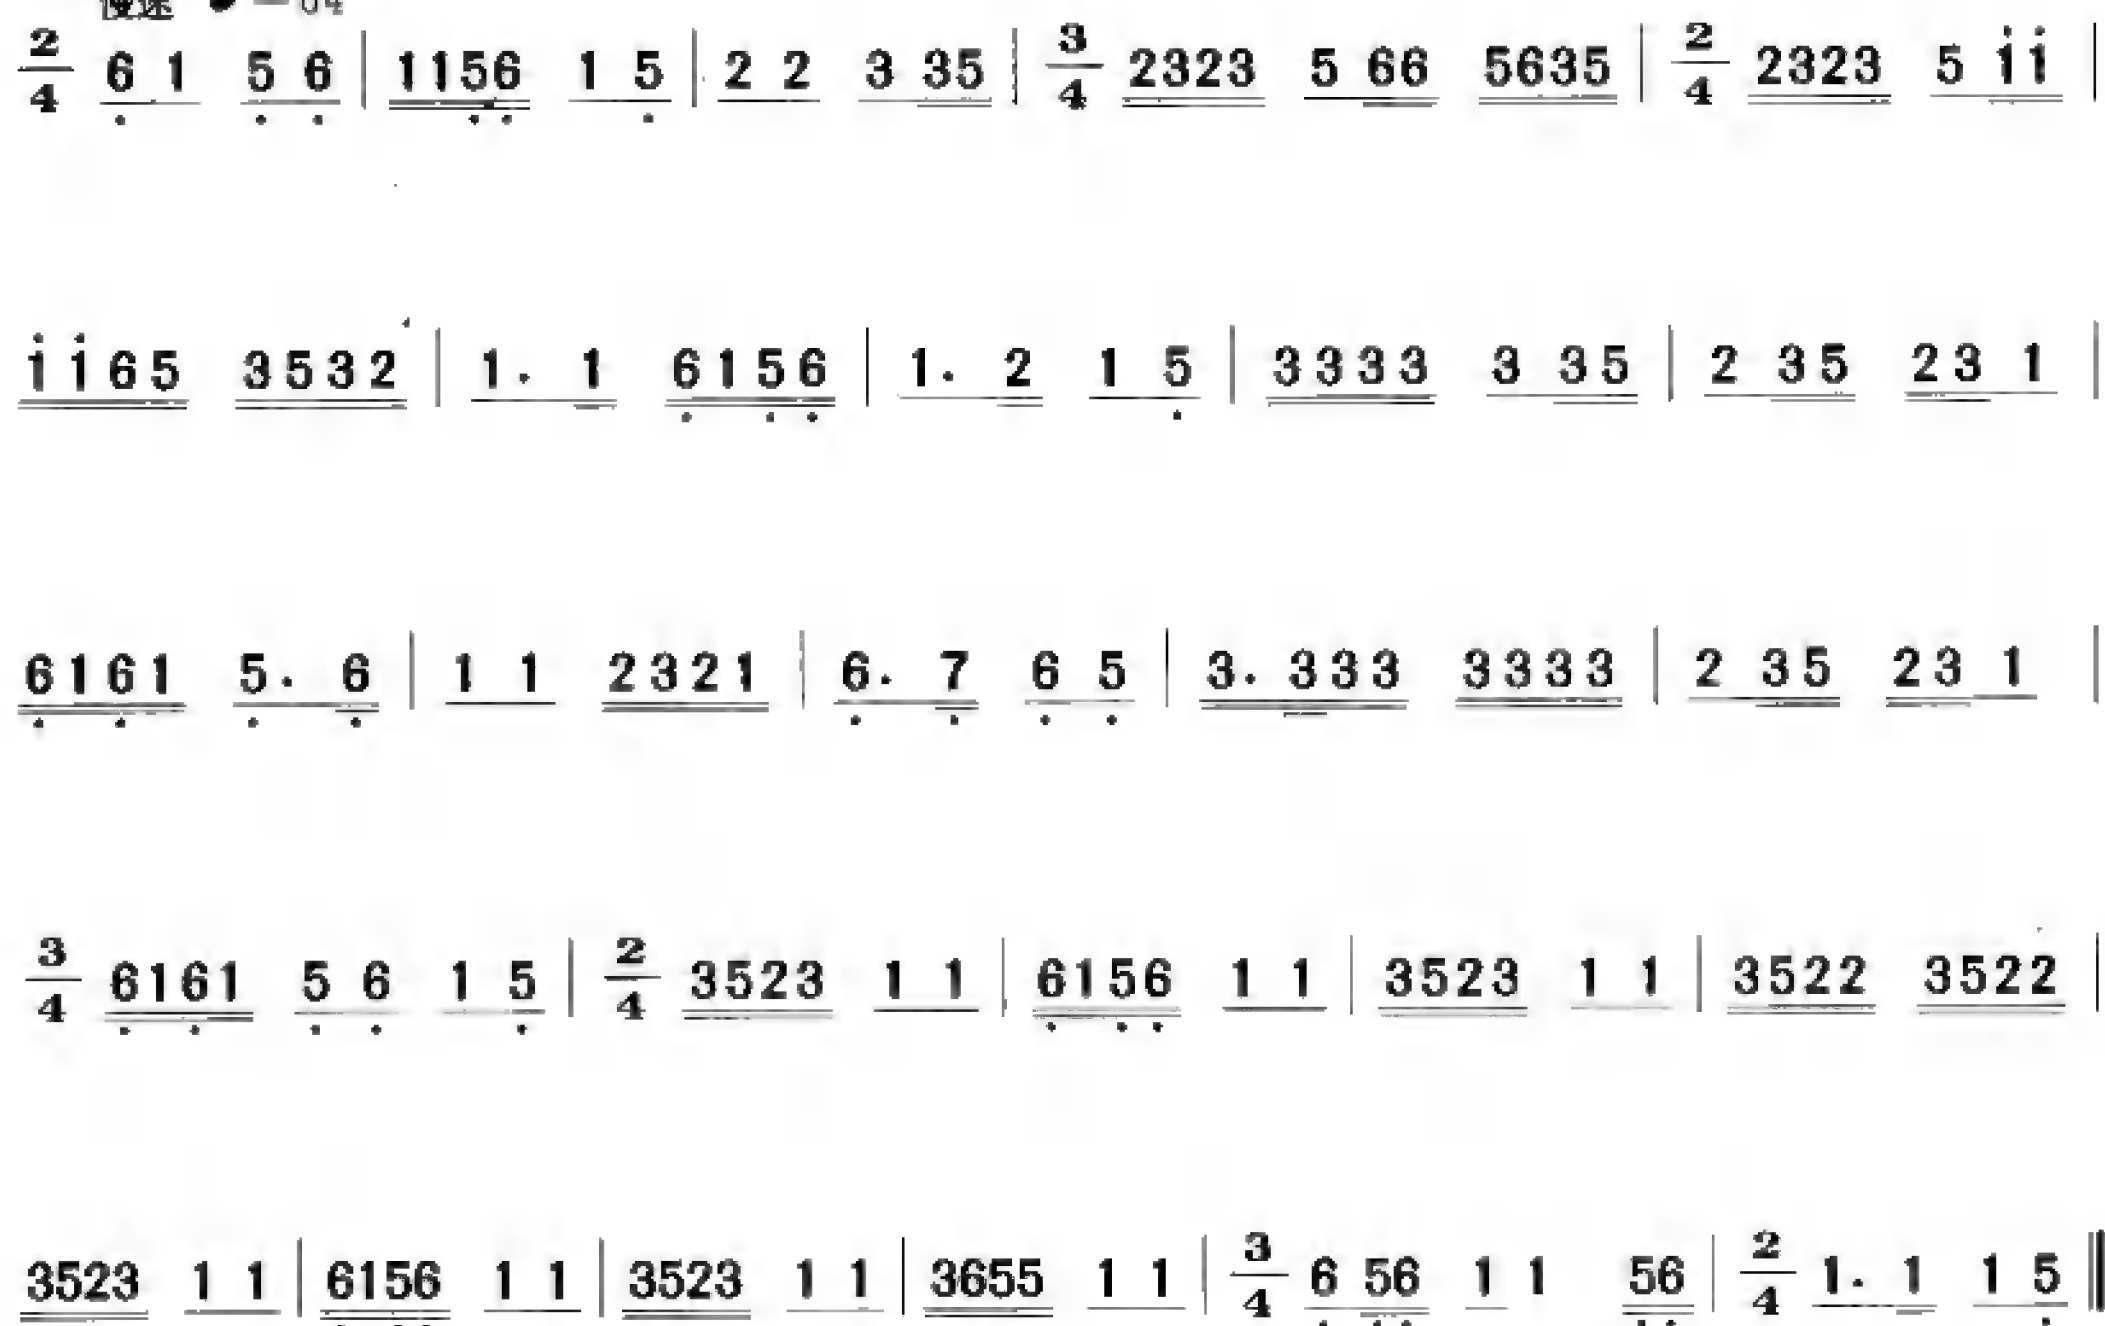 2/4 6 1 5 6 | 1156 1 5 | 2 2 3 35 | 3/4 2323 5 66 5635 | 2/4 2323 5 i̇i̇ |
i̇i̇65 3532 | 1. 1 6156 | 1. 2 1 5 | 3333 3 35 | 2 35 23 1 |
6161 5. 6 | 1 1 2321 | 6. 7 6 5 | 3. 333 3333 | 2 35 23 1 |
3/4 6161 5 6 1 5 | 2/4 3523 1 1 | 6156 1 1 | 3523 1 1 | 3522 3522 |
3523 1 1 | 6156 1 1 | 3523 1 1 | 3655 1 1 | 3/4 6 56 1 1 56 | 2/4 1. 1 1 5 ‖